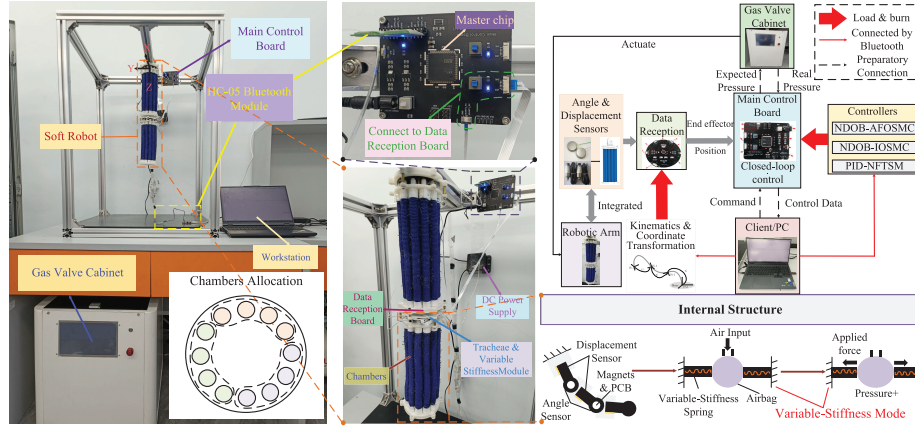 Main Control
Board
Y
X
Z
HC-05 Bluetooth
Module
Soft Robot
Workstation
Gas Valve Cabinet
Chambers Allocation
Master chip
Connect to Data
Reception Board
Data
Reception
Board
DC Power
Supply
Tracheae &
Variable
StiffnessModule
Chambers
Gas Valve
Cabinet
Load & burn
Connected by
Bluetooth
Preparatory
Connection
Actuate
Expected
Pressure
Real
Pressure
Angle &
Displacement
Sensors
Data
Reception
End effector
Position
Main Control
Board
Closed-loop
control
Controllers
NDOB-AFOSMC
NDOB-IOSMC
PID-NFTSM
Integrated
Command
Control Data
Robotic Arm
Kinematics &
Coordinate
Transformation
Client/PC
Internal Structure
Displacement
Sensor
Magnets
& PCB
Angle
Sensor
Air Input
Variable-Stiffness
Spring
Airbag
Applied
force
Pressure+
Variable-Stiffness Mode